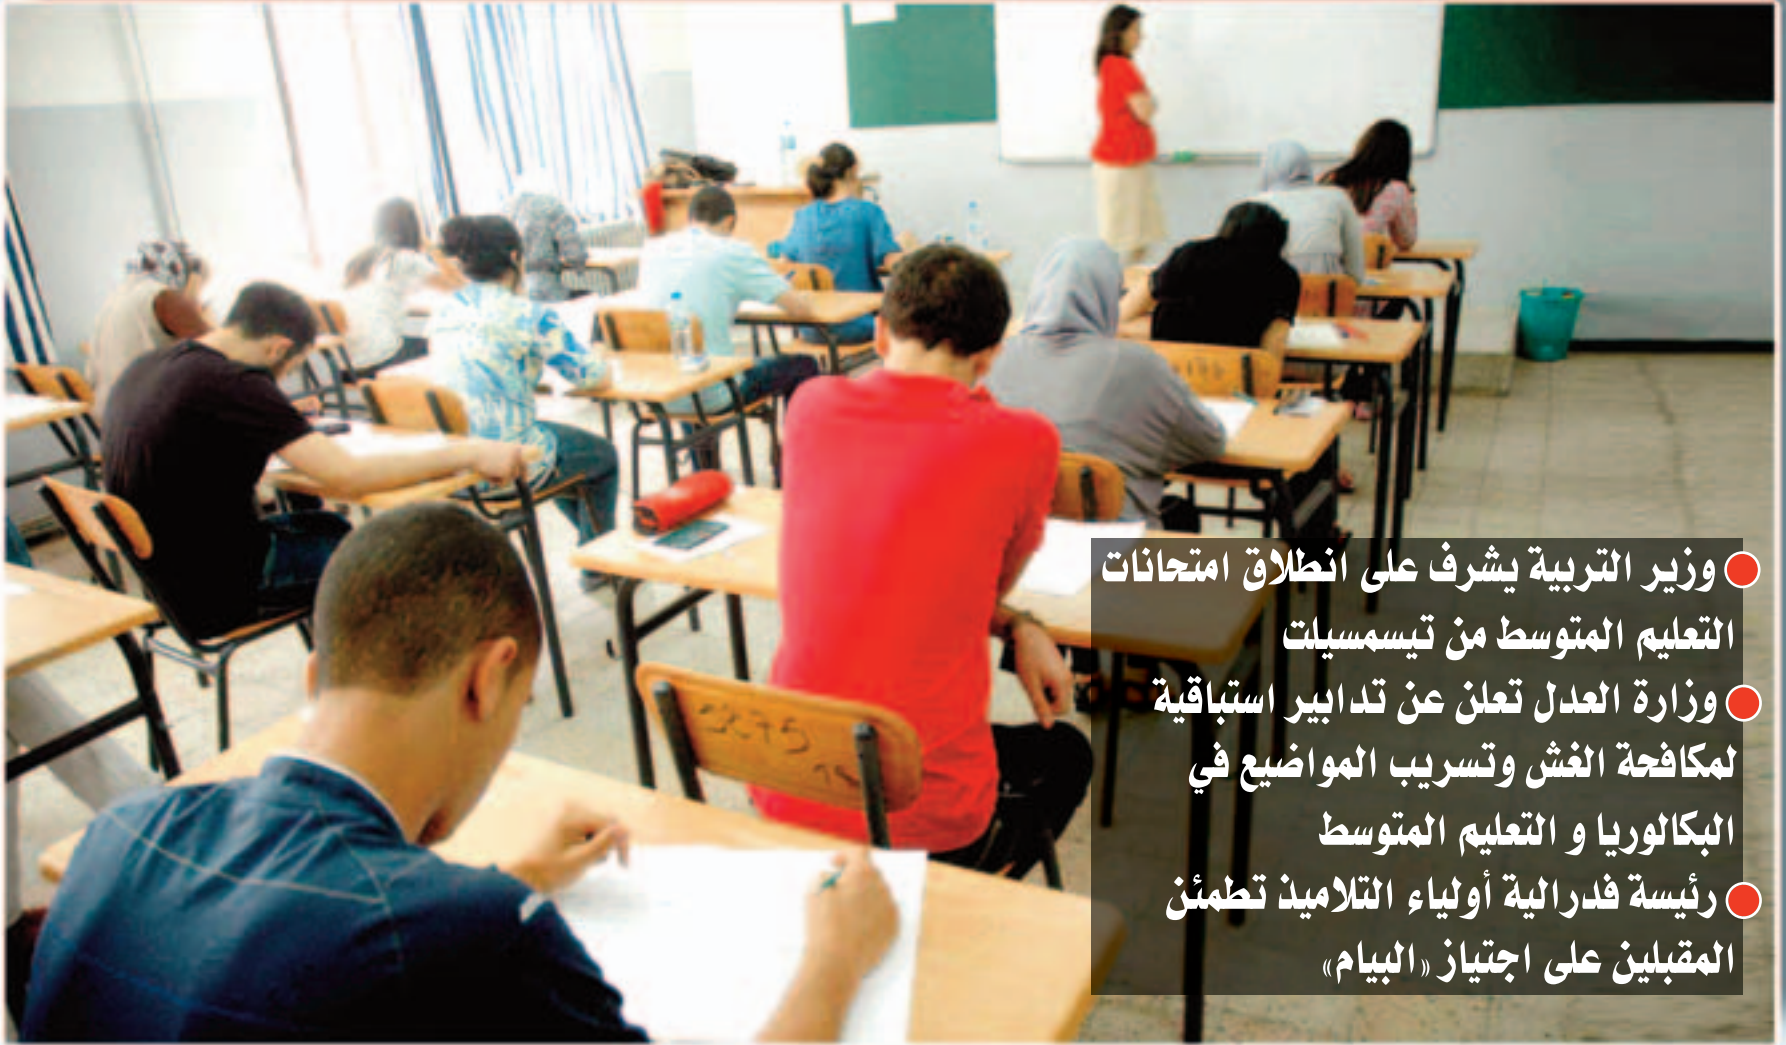 وزير التربية يشرف على انطلاق امتحانات
التعليم المتوسط من تيسمسيلت
وزارة العدل تعلن عن تدابير استباقية
لمكافحة الغش وتسريب المواضيع في
البكالوريا و التعليم المتوسط
رئيسة فدرالية أولياء التلاميذ تطمئن
المقبلين على اجتياز «البيام»